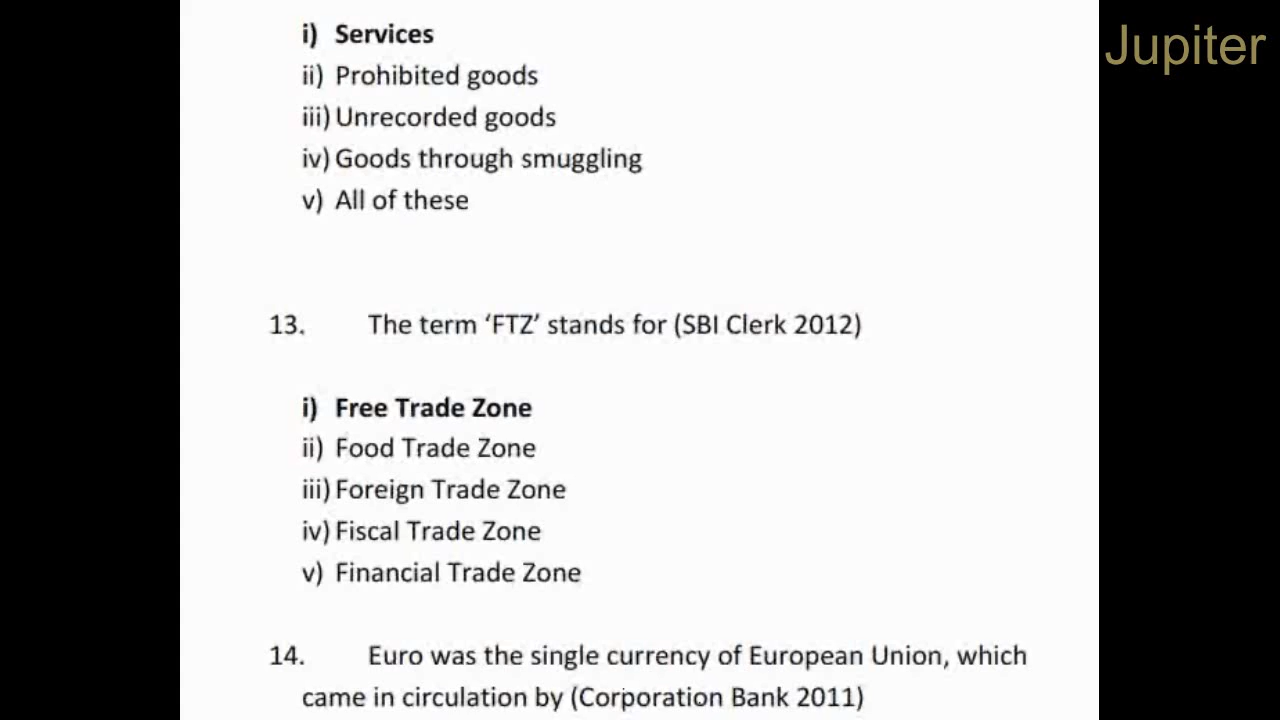 Jupiter
i) Services
ii) Prohibited goods
iii) Unrecorded goods
iv) Goods through smuggling
v) All of these
13. The term ‘FTZ’ stands for (SBI Clerk 2012)
i) Free Trade Zone
ii) Food Trade Zone
iii) Foreign Trade Zone
iv) Fiscal Trade Zone
v) Financial Trade Zone
14. Euro was the single currency of European Union, which
came in circulation by (Corporation Bank 2011)